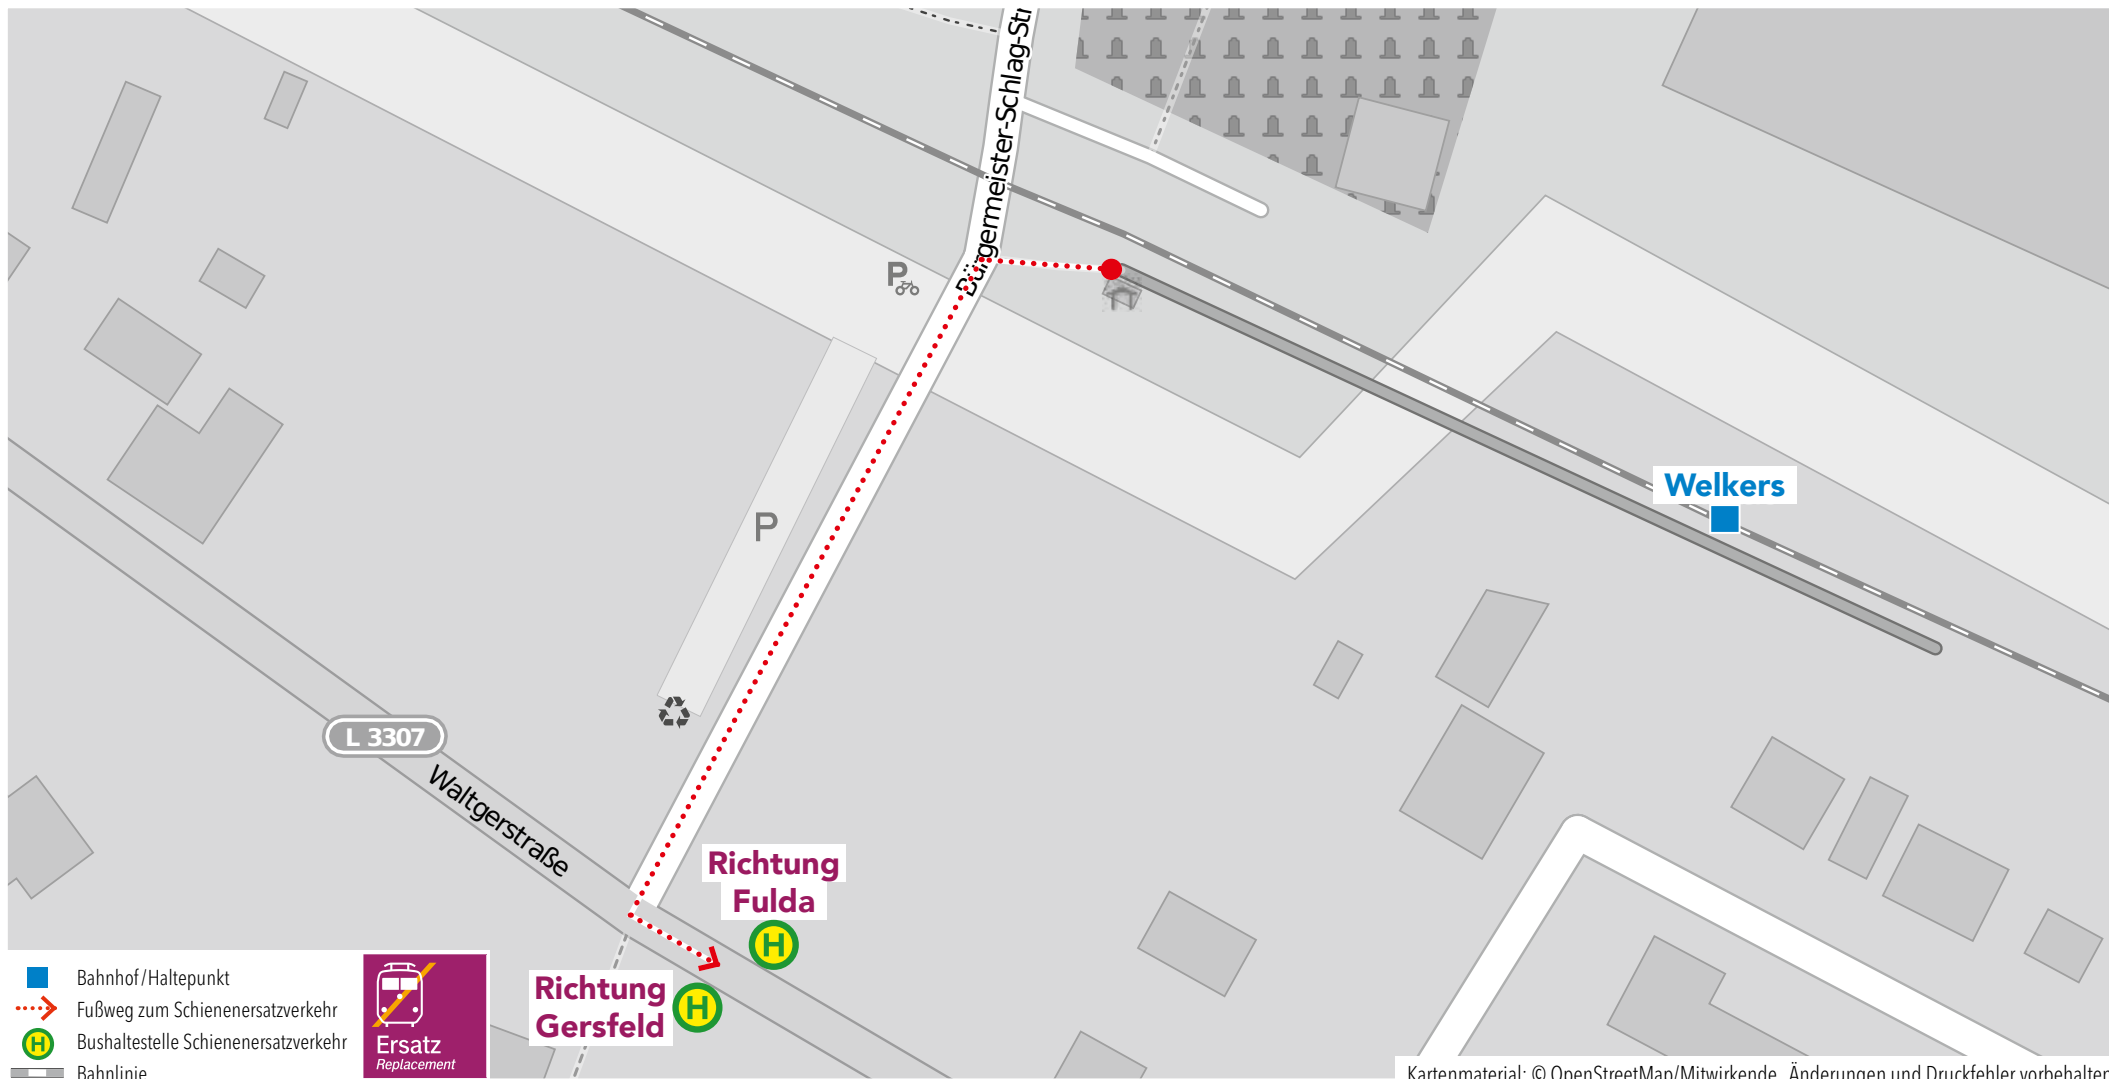 Bürgermeister-Schlag-Str
P
P
Welkers
L 3307
Waltgerstraße
Richtung
Fulda
H
Richtung
Gersfeld
H
Bahnhof/Haltepunkt
Fußweg zum Schienenersatzverkehr
H
Bushaltestelle Schienenersatzverkehr
Bahnlinie
Ersatz
Replacement
Kartenmaterial: © OpenStreetMap/Mitwirkende. Änderungen und Druckfehler vorbehalten